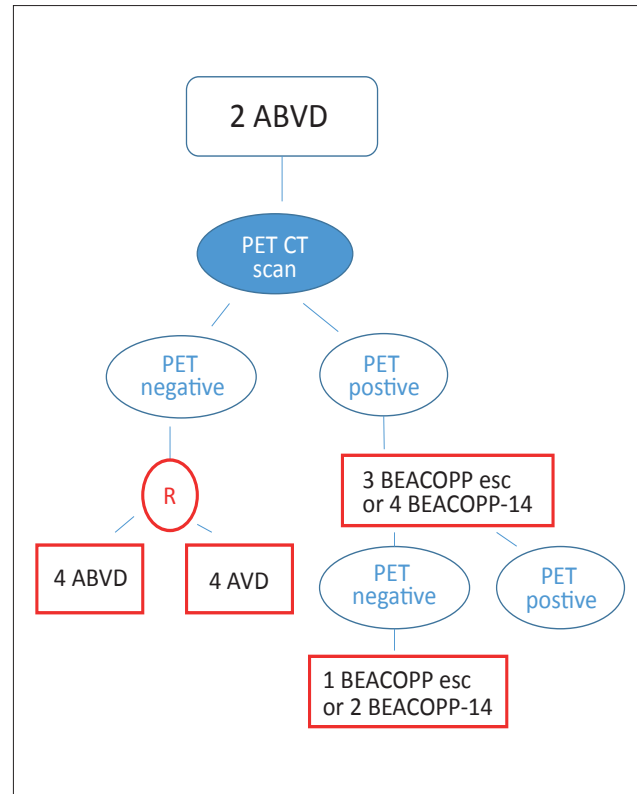 2 ABVD
PET CT
scan
PET
negative
PET
postive
R
3 BEACOPP esc
or 4 BEACOPP-14
4 ABVD
4 AVD
PET
negative
PET
postive
1 BEACOPP esc
or 2 BEACOPP-14